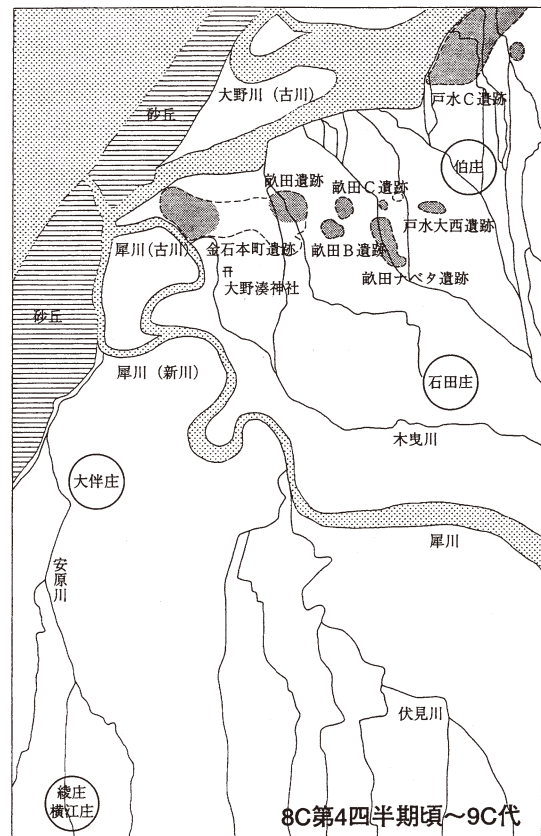 大野川（古川）
砂丘
戸水C遺跡
伯庄
畝田遺跡
畝田C遺跡
戸水大西遺跡
犀川（古川）
金石本町遺跡
畝田B遺跡
畝田ナベタ遺跡
大野湊神社
砂丘
犀川（新川）
石田庄
木曳川
大伴庄
犀川
安原川
伏見川
綾庄
横江庄
8C第4四半期頃～9C代